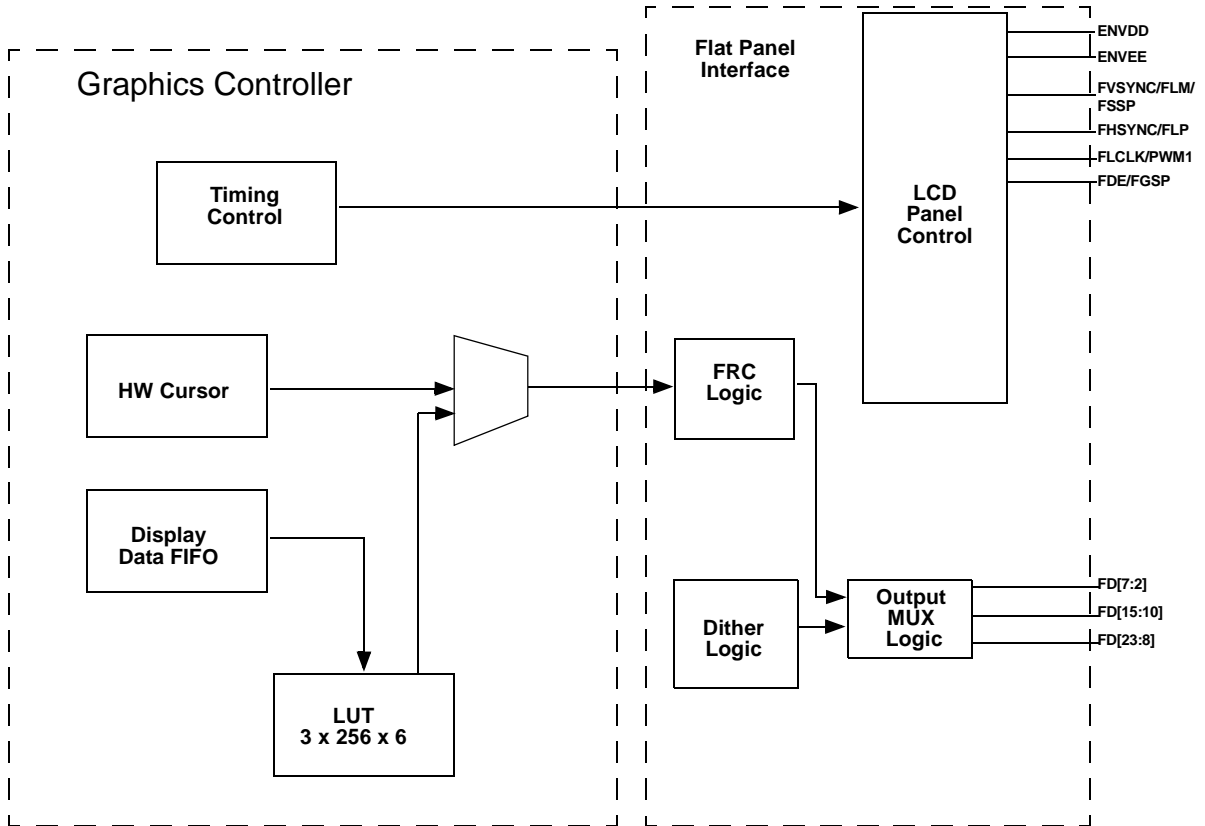 Graphics Controller
Timing
Control
HW Cursor
Display
Data FIFO
LUT
3 x 256 x 6
Flat Panel
Interface
LCD
Panel
Control
FRC
Logic
Dither
Logic
Output
MUX
Logic
ENVDD
ENVEE
FVSYNC/FLM/
FSSP
FHSYNC/FLP
FLCLK/PWM1
FDE/FGSP
FD[7:2]
FD[15:10]
FD[23:8]